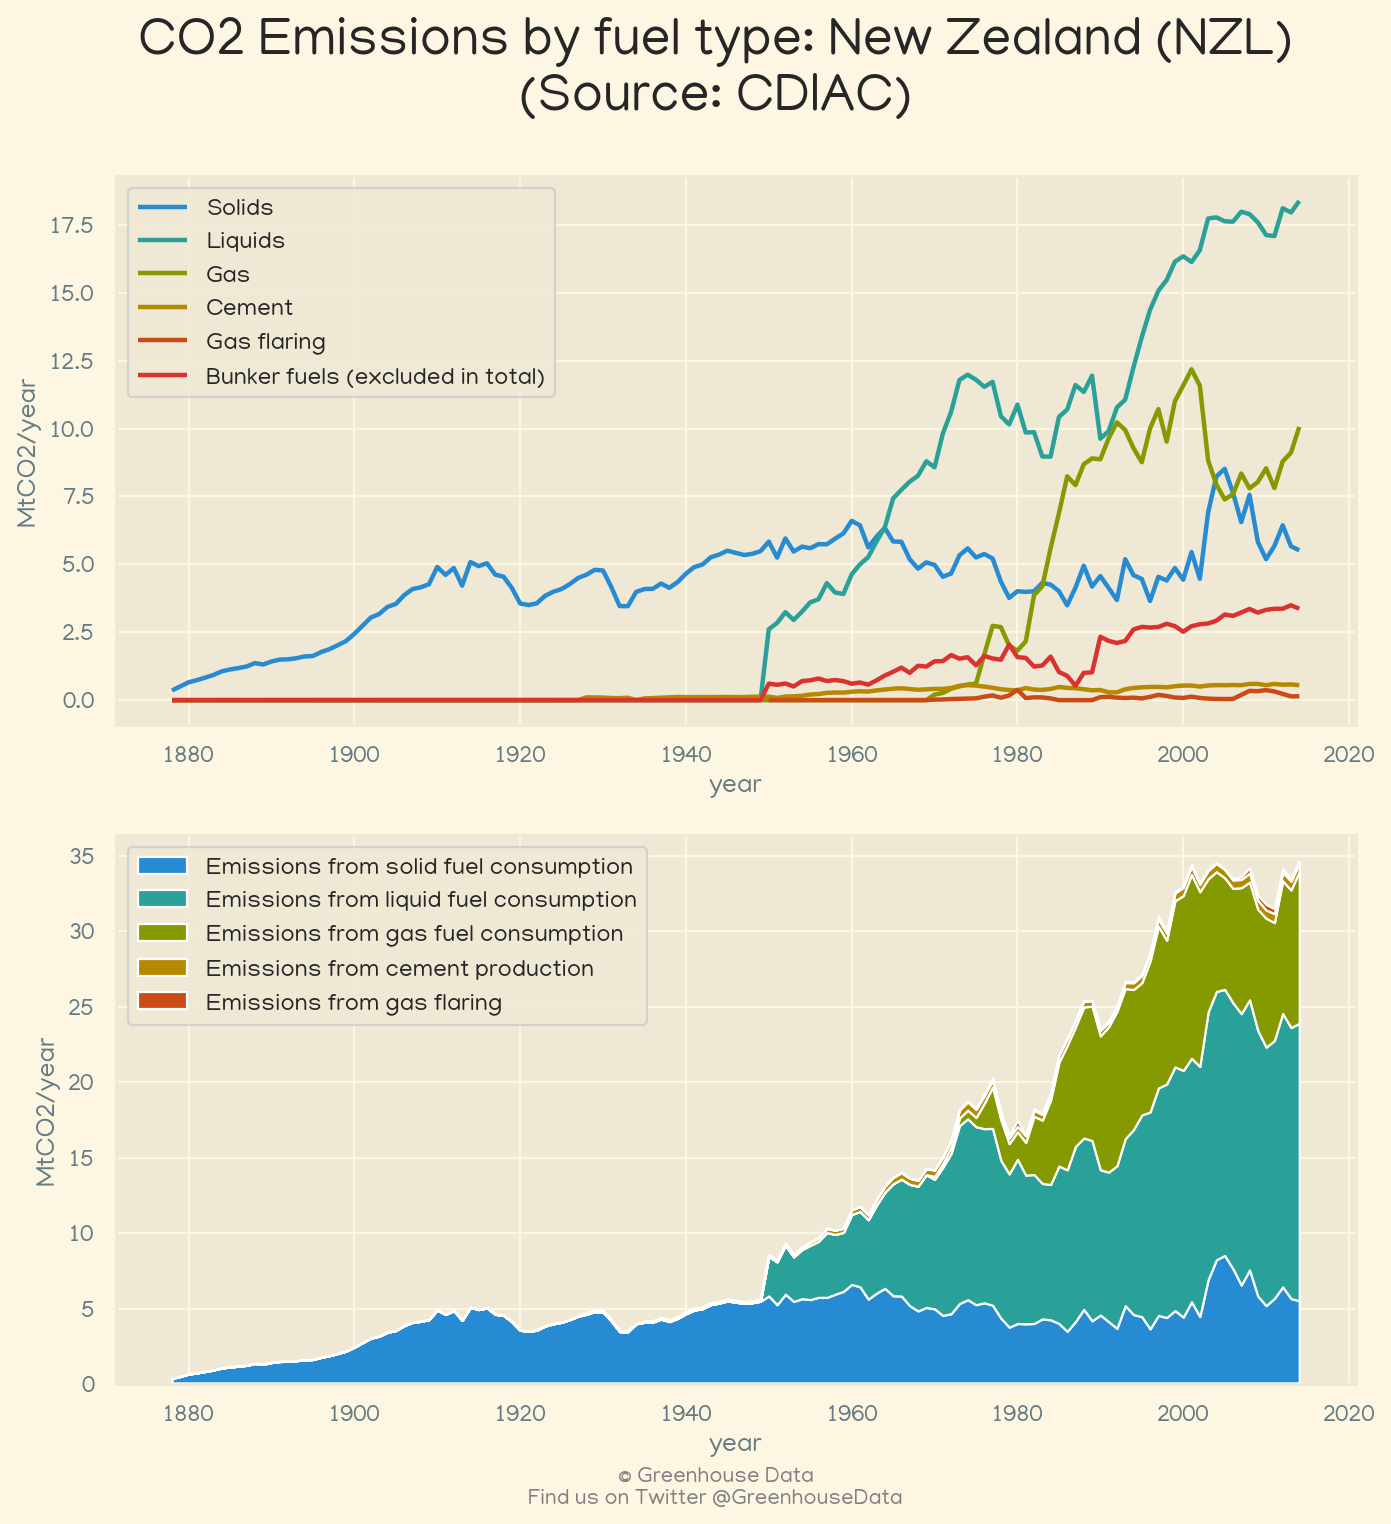 CO2 Emissions by fuel type: New Zealand (NZL)
(Source: CDIAC)
Solids
Liquids
Gas
Cement
Gas flaring
Bunker fuels (excluded in total)
MtCO2/year
17.5
15.0
12.5
10.0
7.5
5.0
2.5
0.0
1880 1900 1920 1940 1960 1980 2000 2020
year
Emissions from solid fuel consumption
Emissions from liquid fuel consumption
Emissions from gas fuel consumption
Emissions from cement production
Emissions from gas flaring
MtCO2/year
35
30
25
20
15
10
5
0
1880 1900 1920 1940 1960 1980 2000 2020
year
© Greenhouse Data
Find us on Twitter @GreenhouseData